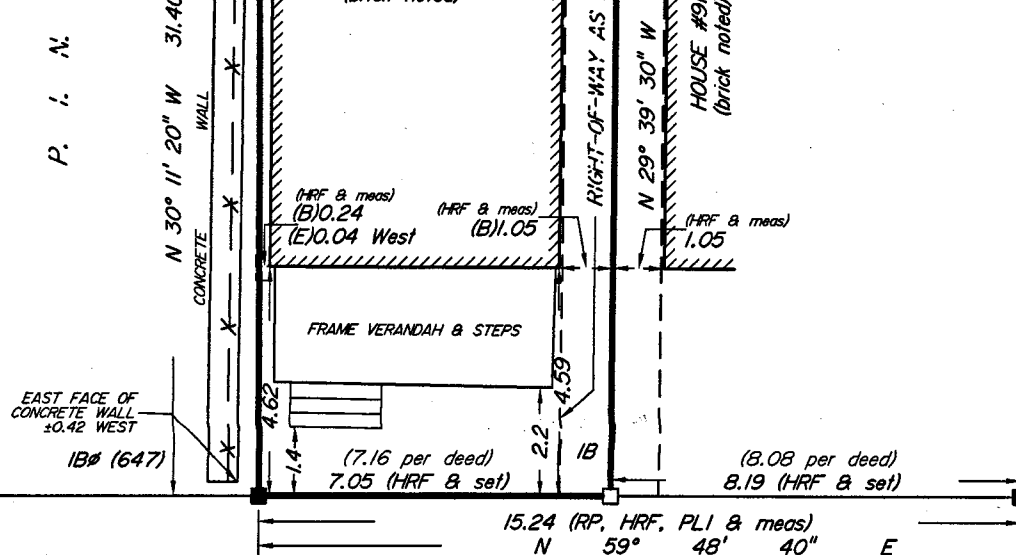 P. I. N.
N 30° 11' 20" W 31.40
CONCRETE WALL
RIGHT-OF-WAY AS
N 29° 39' 30" W
HOUSE #
(brick noted)
(HRF & meas)
(B)0.24
(E)0.04 West
(HRF & meas)
(B)1.05
(HRF & meas)
1.05
FRAME VERANDAH & STEPS
EAST FACE OF
CONCRETE WALL
±0.42 WEST
IBø (647)
4.62
1.4
4.59
2.2
IB
(7.16 per deed)
7.05 (HRF & set)
(8.08 per deed)
8.19 (HRF & set)
15.24 (RP, HRF, PL1 & meas)
N 59° 48' 40" E